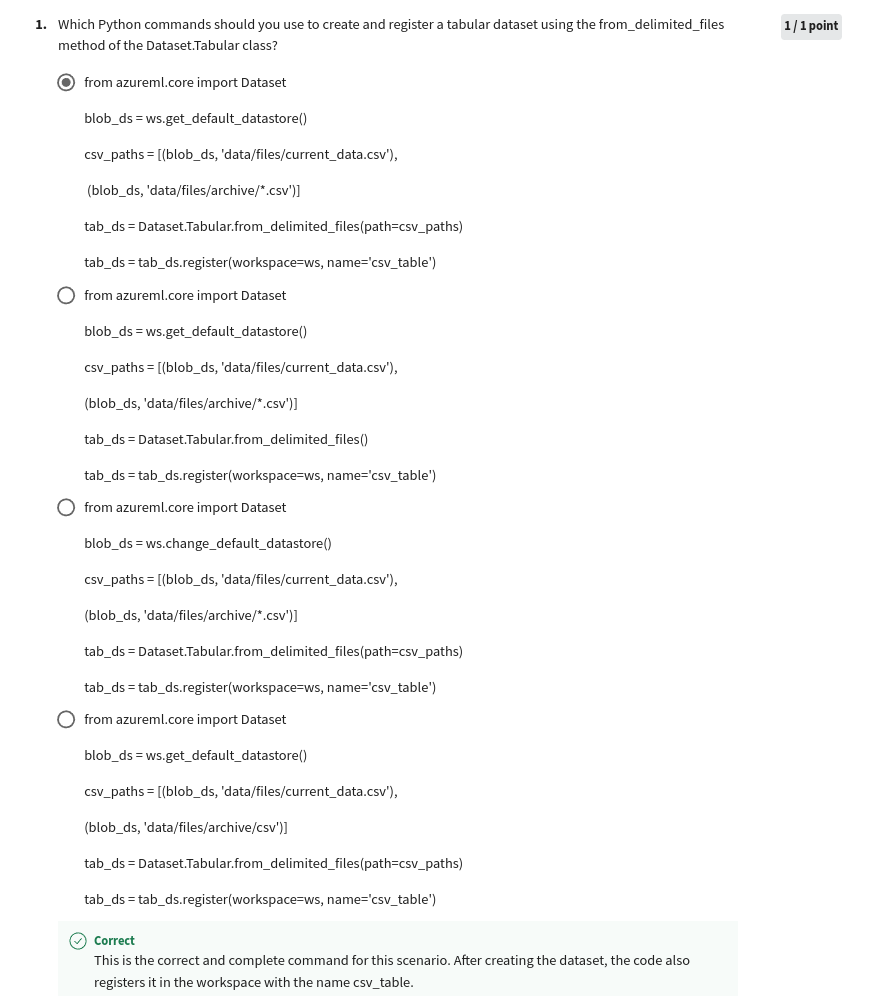 1. Which Python commands should you use to create and register a tabular dataset using the from_delimited_files
method of the Dataset.Tabular class?
1 / 1 point
from azureml.core import Dataset
blob_ds = ws.get_default_datastore()
csv_paths = [(blob_ds, 'data/files/current_data.csv'),
(blob_ds, 'data/files/archive/*.csv')]
tab_ds = Dataset.Tabular.from_delimited_files(path=csv_paths)
tab_ds = tab_ds.register(workspace=ws, name='csv_table')
from azureml.core import Dataset
blob_ds = ws.get_default_datastore()
csv_paths = [(blob_ds, 'data/files/current_data.csv'),
(blob_ds, 'data/files/archive/*.csv')]
tab_ds = Dataset.Tabular.from_delimited_files()
tab_ds = tab_ds.register(workspace=ws, name='csv_table')
from azureml.core import Dataset
blob_ds = ws.change_default_datastore()
csv_paths = [(blob_ds, 'data/files/current_data.csv'),
(blob_ds, 'data/files/archive/*.csv')]
tab_ds = Dataset.Tabular.from_delimited_files(path=csv_paths)
tab_ds = tab_ds.register(workspace=ws, name='csv_table')
from azureml.core import Dataset
blob_ds = ws.get_default_datastore()
csv_paths = [(blob_ds, 'data/files/current_data.csv'),
(blob_ds, 'data/files/archive/csv')]
tab_ds = Dataset.Tabular.from_delimited_files(path=csv_paths)
tab_ds = tab_ds.register(workspace=ws, name='csv_table')
Correct
This is the correct and complete command for this scenario. After creating the dataset, the code also
registers it in the workspace with the name csv_table.